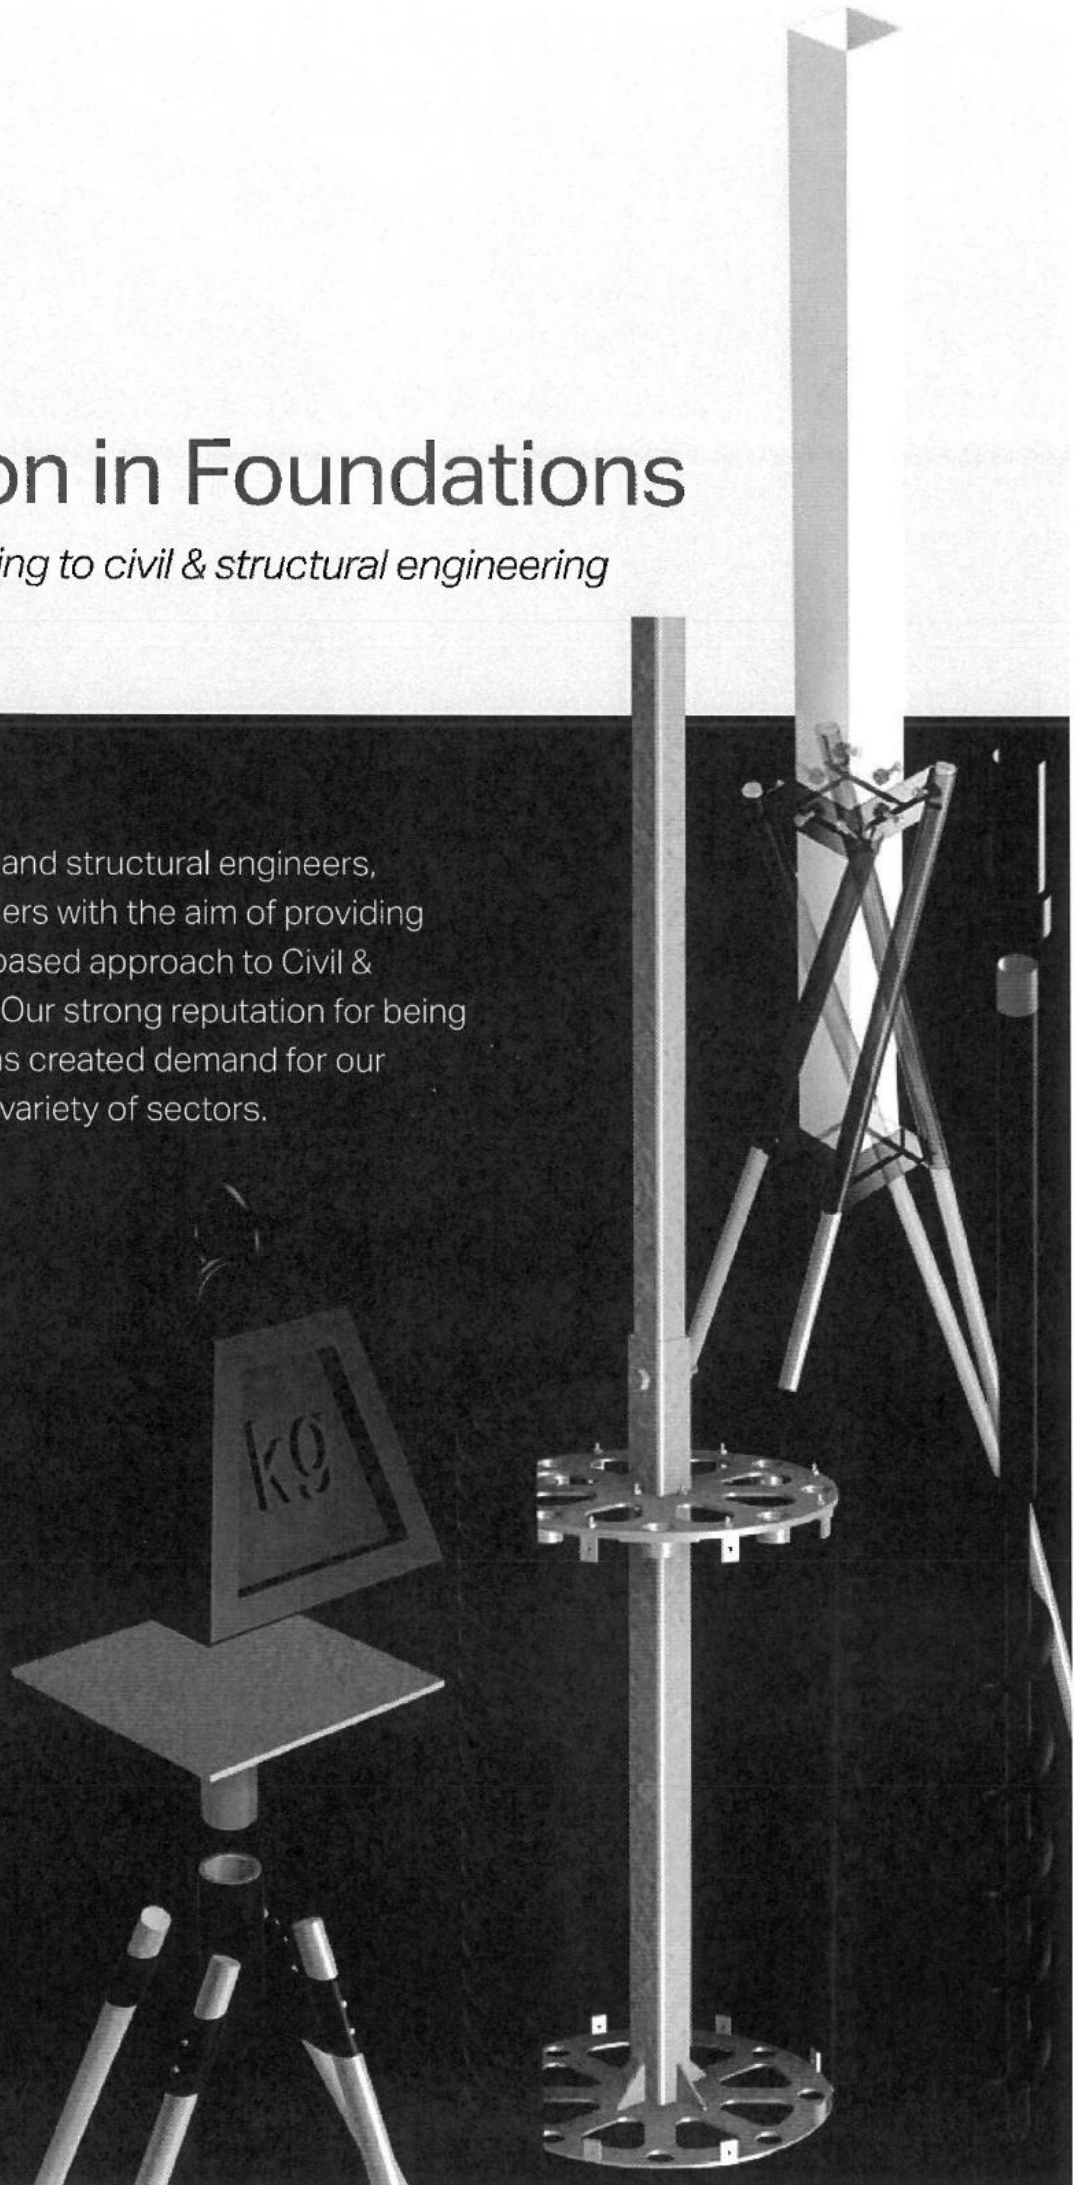 on in Foundations
ing to civil & structural engineering
and structural engineers,
ers with the aim of providing
based approach to Civil &
Our strong reputation for being
as created demand for our
variety of sectors.
kg